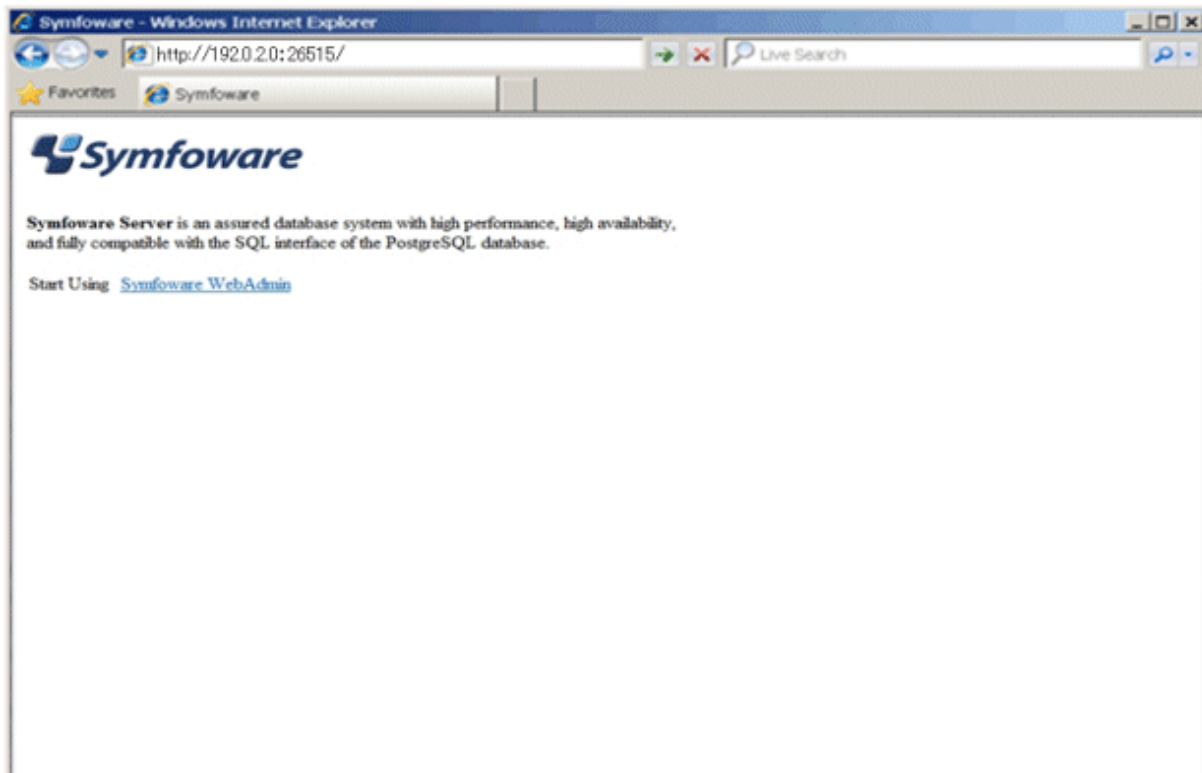 Symfoware - Windows Internet Explorer
http://192.0.2.0:26515/
Live Search
Favorites
Symfoware
Symfoware
Symfoware Server is an assured database system with high performance, high availability,
and fully compatible with the SQL interface of the PostgreSQL database.
Start Using Symfoware WebAdmin